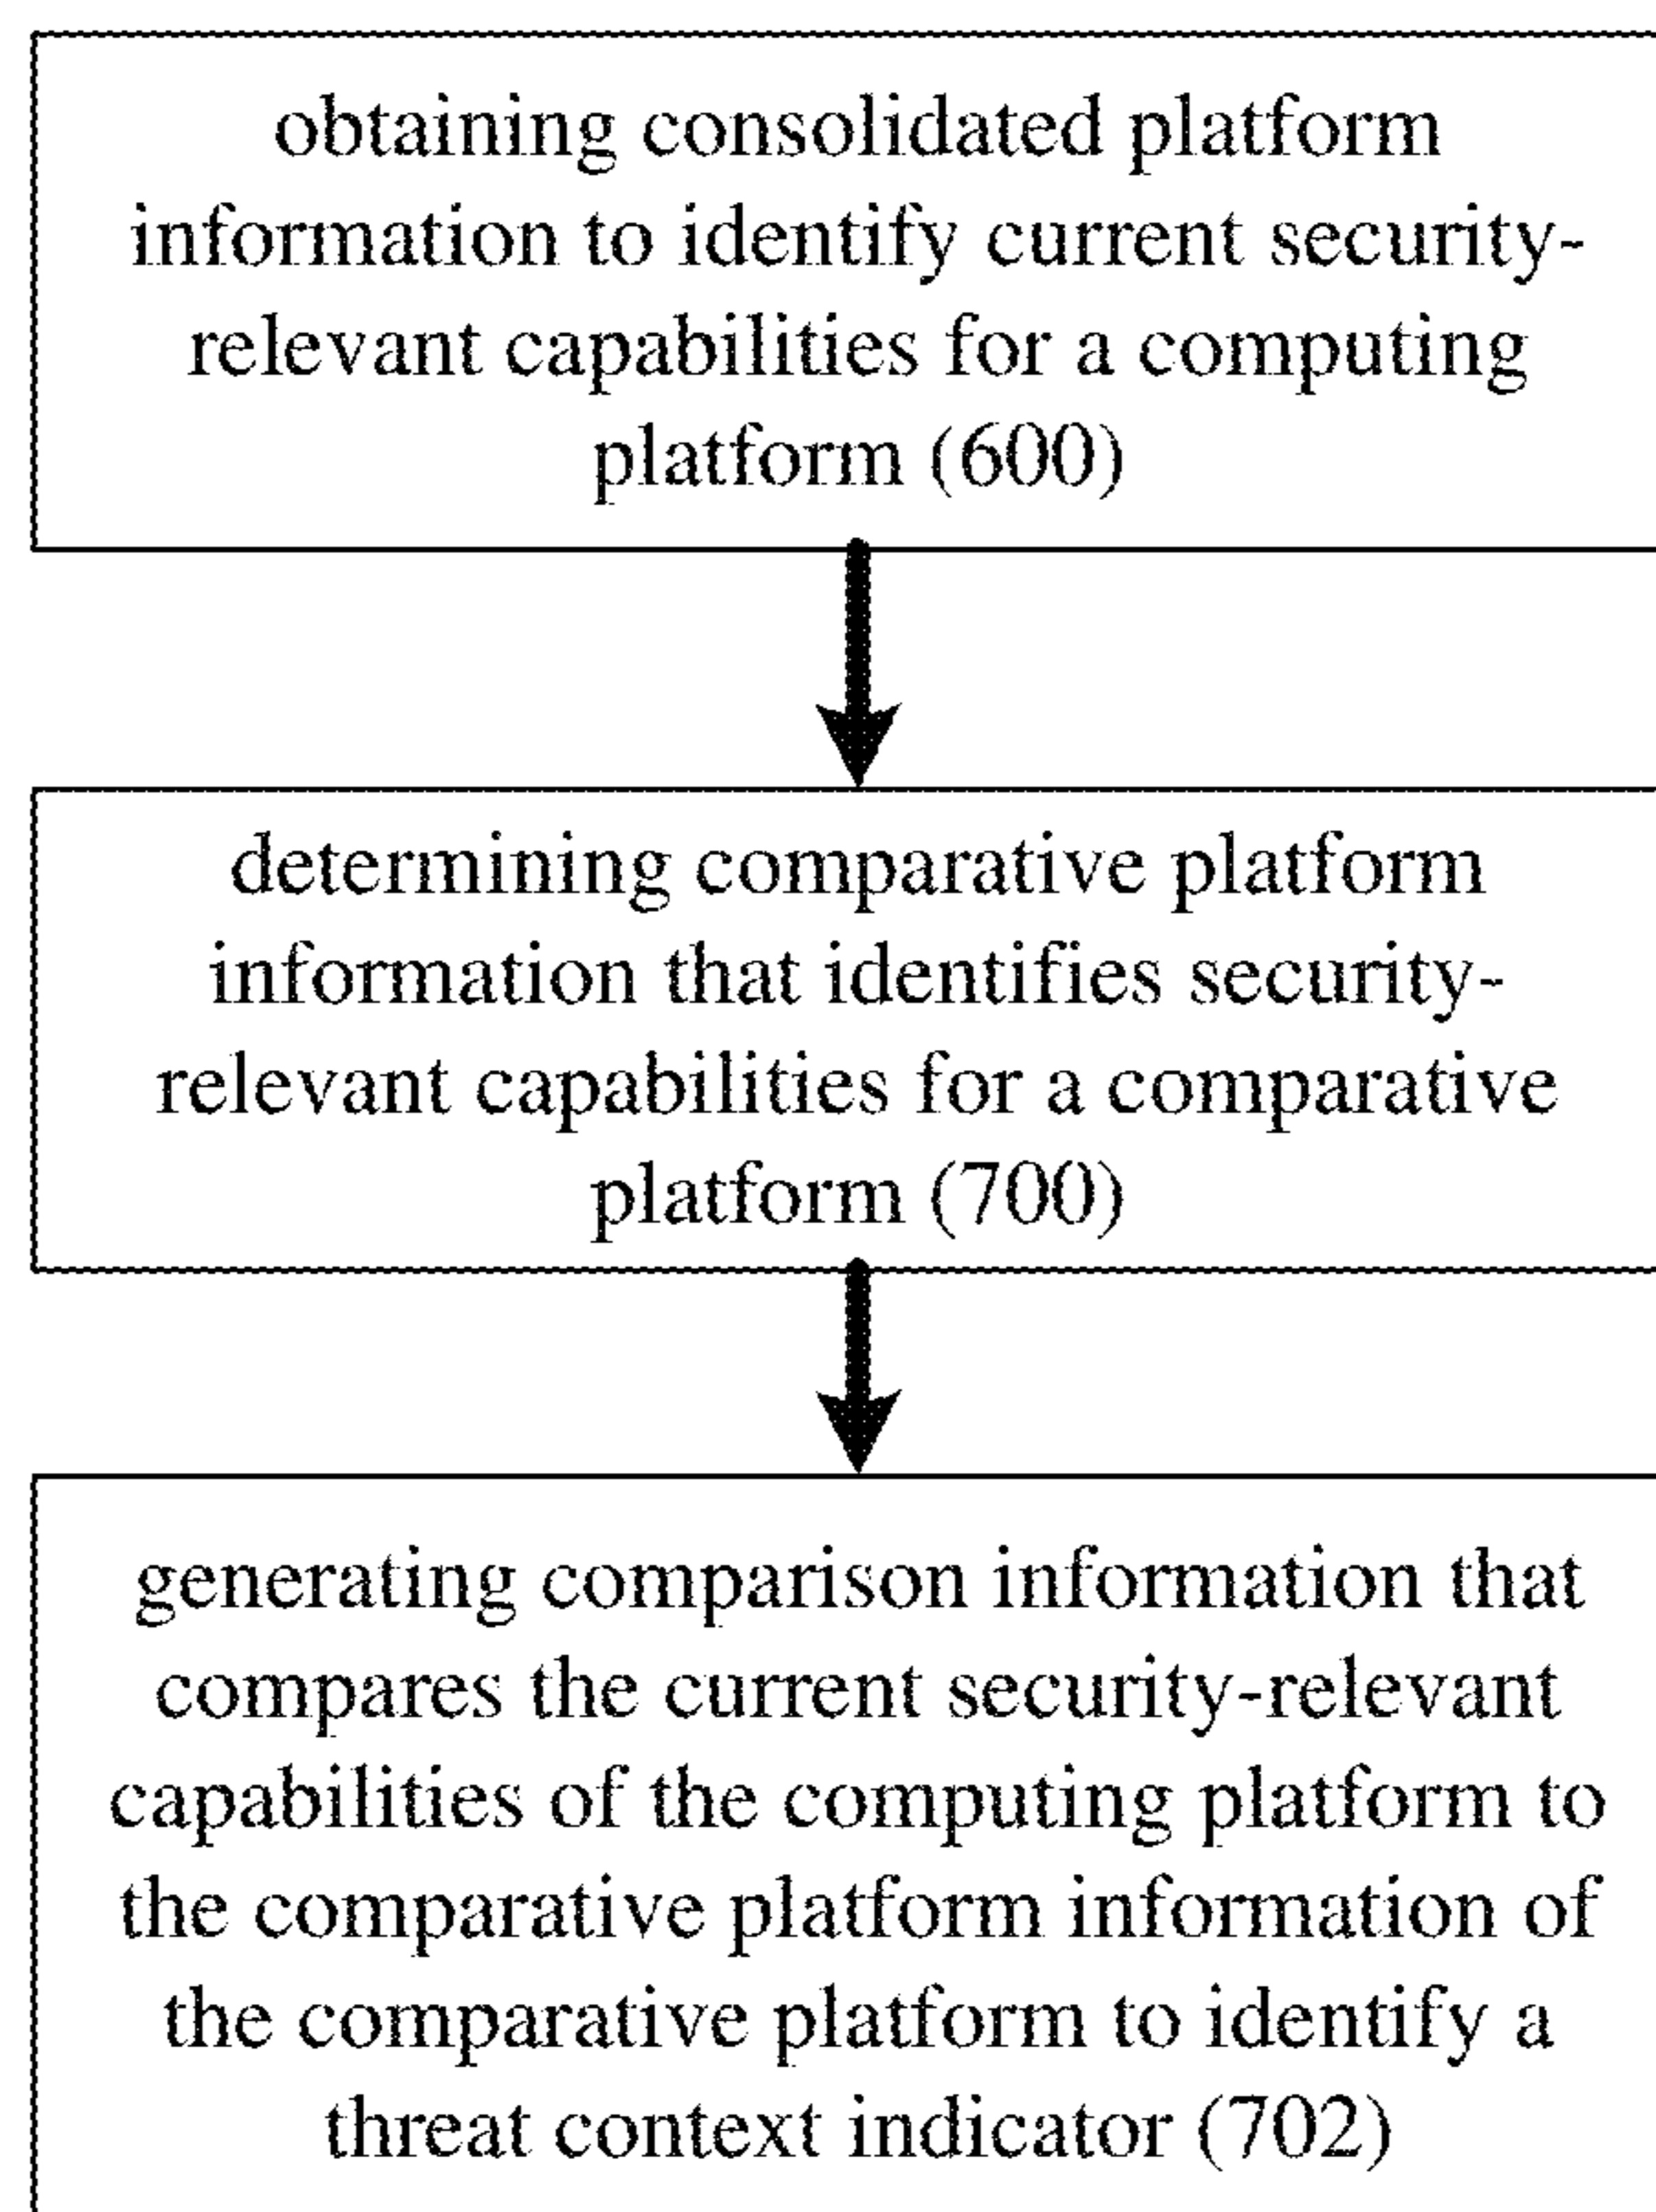 obtaining consolidated platform
information to identify current security-
relevant capabilities for a computing
platform (600)
determining comparative platform
information that identifies security-
relevant capabilities for a comparative
platform (700)
generating comparison information that
compares the current security-relevant
capabilities of the computing platform to
the comparative platform information of
the comparative platform to identify a
threat context indicator (702)